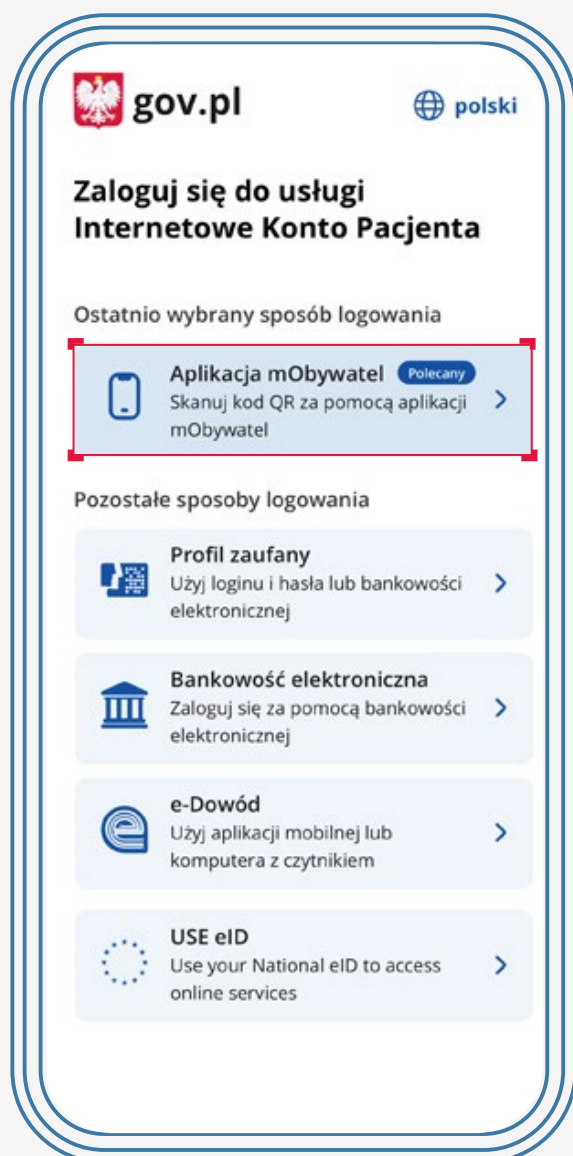 gov.pl
polski
Zaloguj się do usługi
Internetowe Konto Pacjenta
Ostatnio wybrany sposób logowania
Aplikacja mObywatel Polecany
Skanuj kod QR za pomocą aplikacji
mObywatel
Pozostałe sposoby logowania
Profil zaufany
Użyj loginu i hasła lub bankowości
elektronicznej
Bankowość elektroniczna
Zaloguj się za pomocą bankowości
elektronicznej
e-Dowód
Użyj aplikacji mobilnej lub
komputera z czytnikiem
USE eID
Use your National eID to access
online services